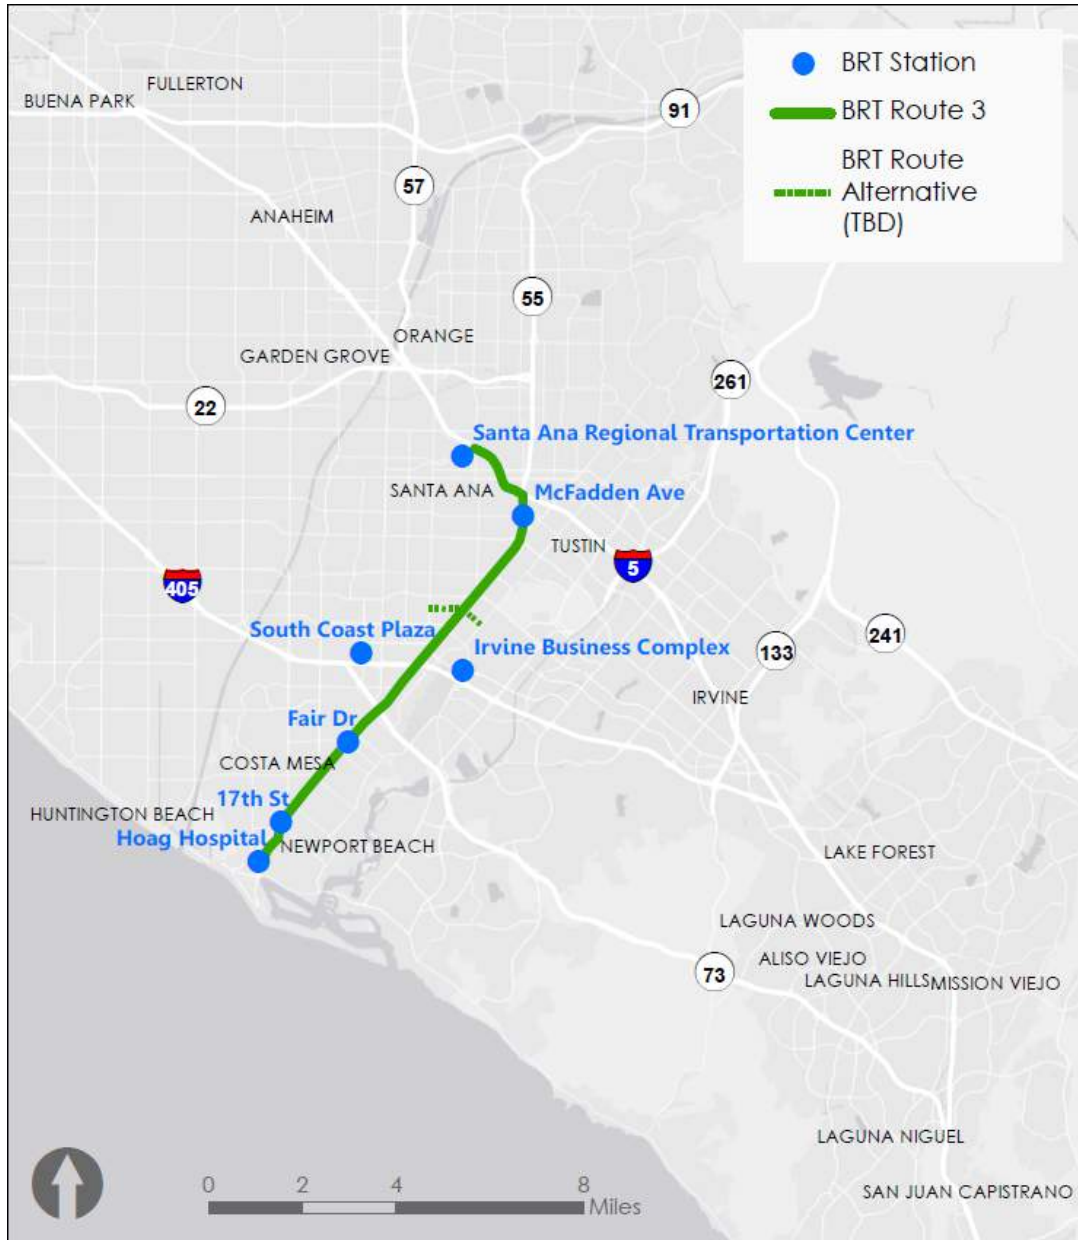 BRT Station
BRT Route 3
BRT Route
Alternative
(TBD)
FULLERTON
BUENA PARK
91
57
ANAHEIM
55
ORANGE
GARDEN GROVE
261
22
Santa Ana Regional Transportation Center
SANTA ANA
McFadden Ave
TUSTIN
5
405
South Coast Plaza
Irvine Business Complex
241
133
IRVINE
Fair Dr
COSTA MESA
17th St
HUNTINGTON BEACH
Hoag Hospital
NEWPORT BEACH
LAKE FOREST
LAGUNA WOODS
ALISO VIEJO
73
LAGUNA HILLS
MISSION VIEJO
LAGUNA NIGUEL
SAN JUAN CAPISTRANO
0 2 4 8
Miles